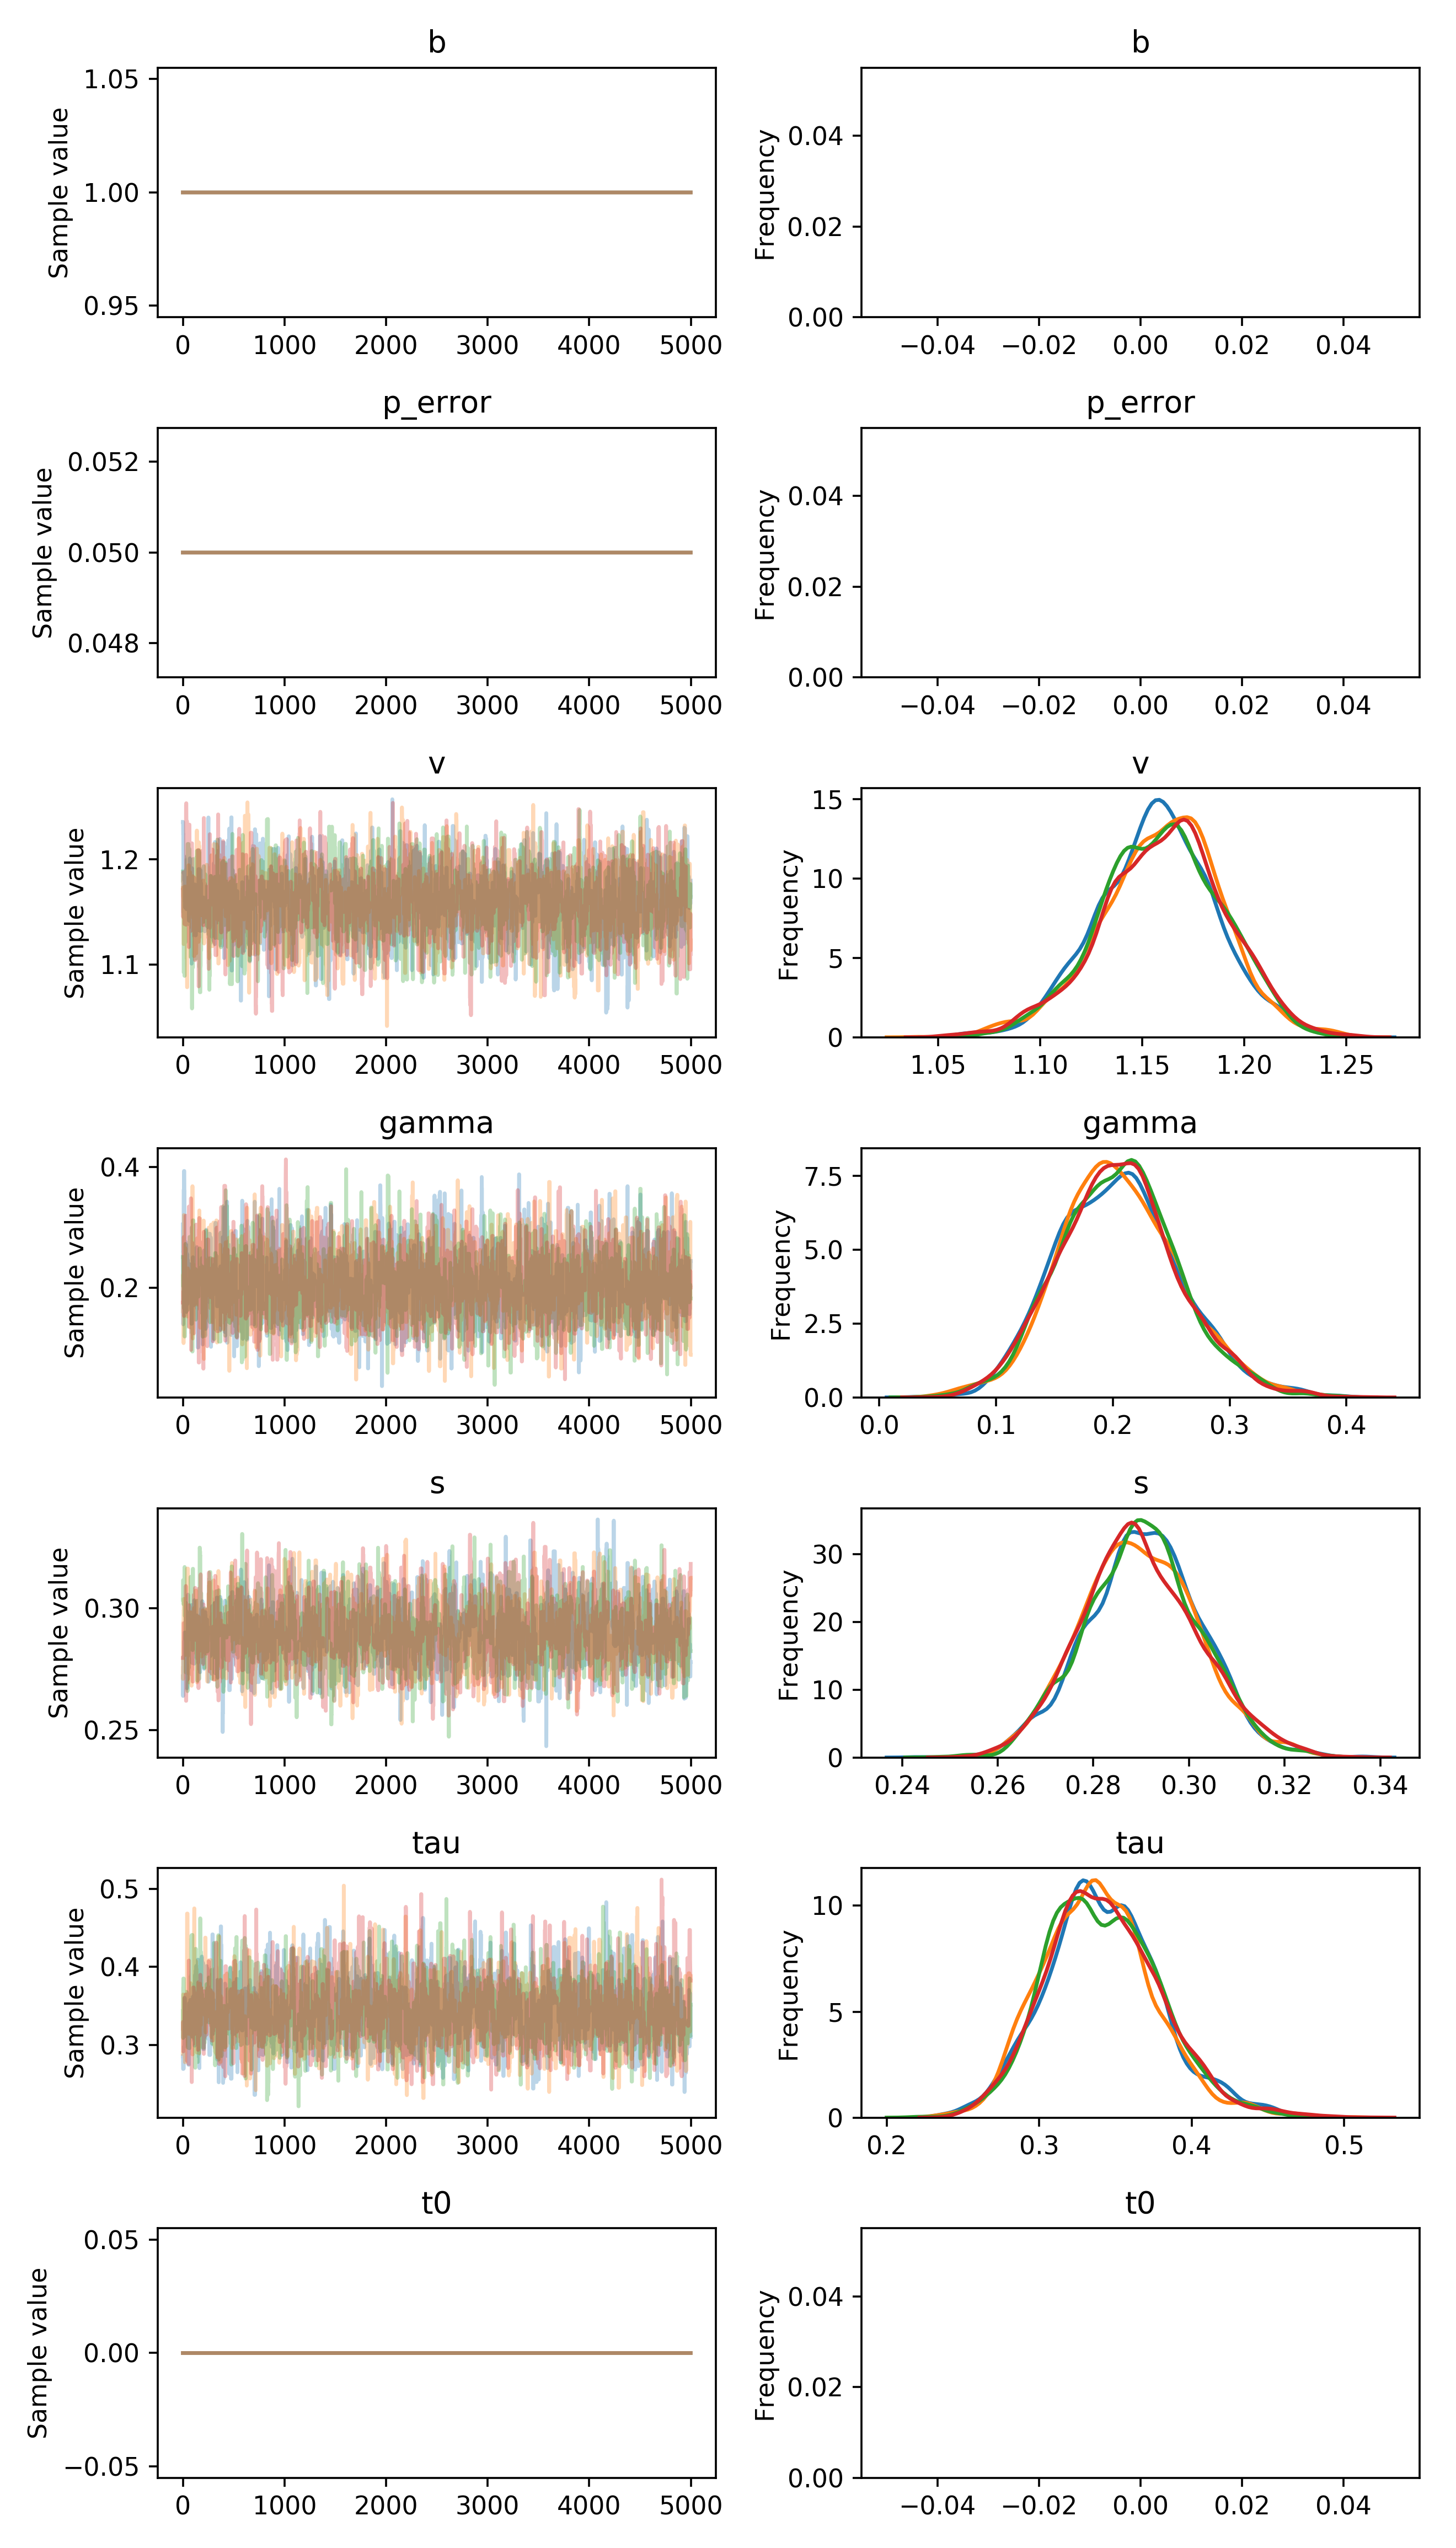 b
b
Sample value
1.05
1.00
0.95
0 1000 2000 3000 4000 5000
Frequency
0.04
0.02
0.00
−0.04 −0.02 0.00 0.02 0.04
p_error
p_error
Sample value
0.052
0.050
0.048
0 1000 2000 3000 4000 5000
Frequency
0.04
0.02
0.00
−0.04 −0.02 0.00 0.02 0.04
v
v
Sample value
1.2
1.1
0 1000 2000 3000 4000 5000
Frequency
15
10
5
0
1.05 1.10 1.15 1.20 1.25
gamma
gamma
Sample value
0.4
0.2
0 1000 2000 3000 4000 5000
Frequency
7.5
5.0
2.5
0.0
0.0 0.1 0.2 0.3 0.4
s
s
Sample value
0.30
0.25
0 1000 2000 3000 4000 5000
Frequency
30
20
10
0
0.24 0.26 0.28 0.30 0.32 0.34
tau
tau
Sample value
0.5
0.4
0.3
0 1000 2000 3000 4000 5000
Frequency
10
5
0
0.2 0.3 0.4 0.5
t0
t0
Sample value
0.05
0.00
−0.05
0 1000 2000 3000 4000 5000
Frequency
0.04
0.02
0.00
−0.04 −0.02 0.00 0.02 0.04